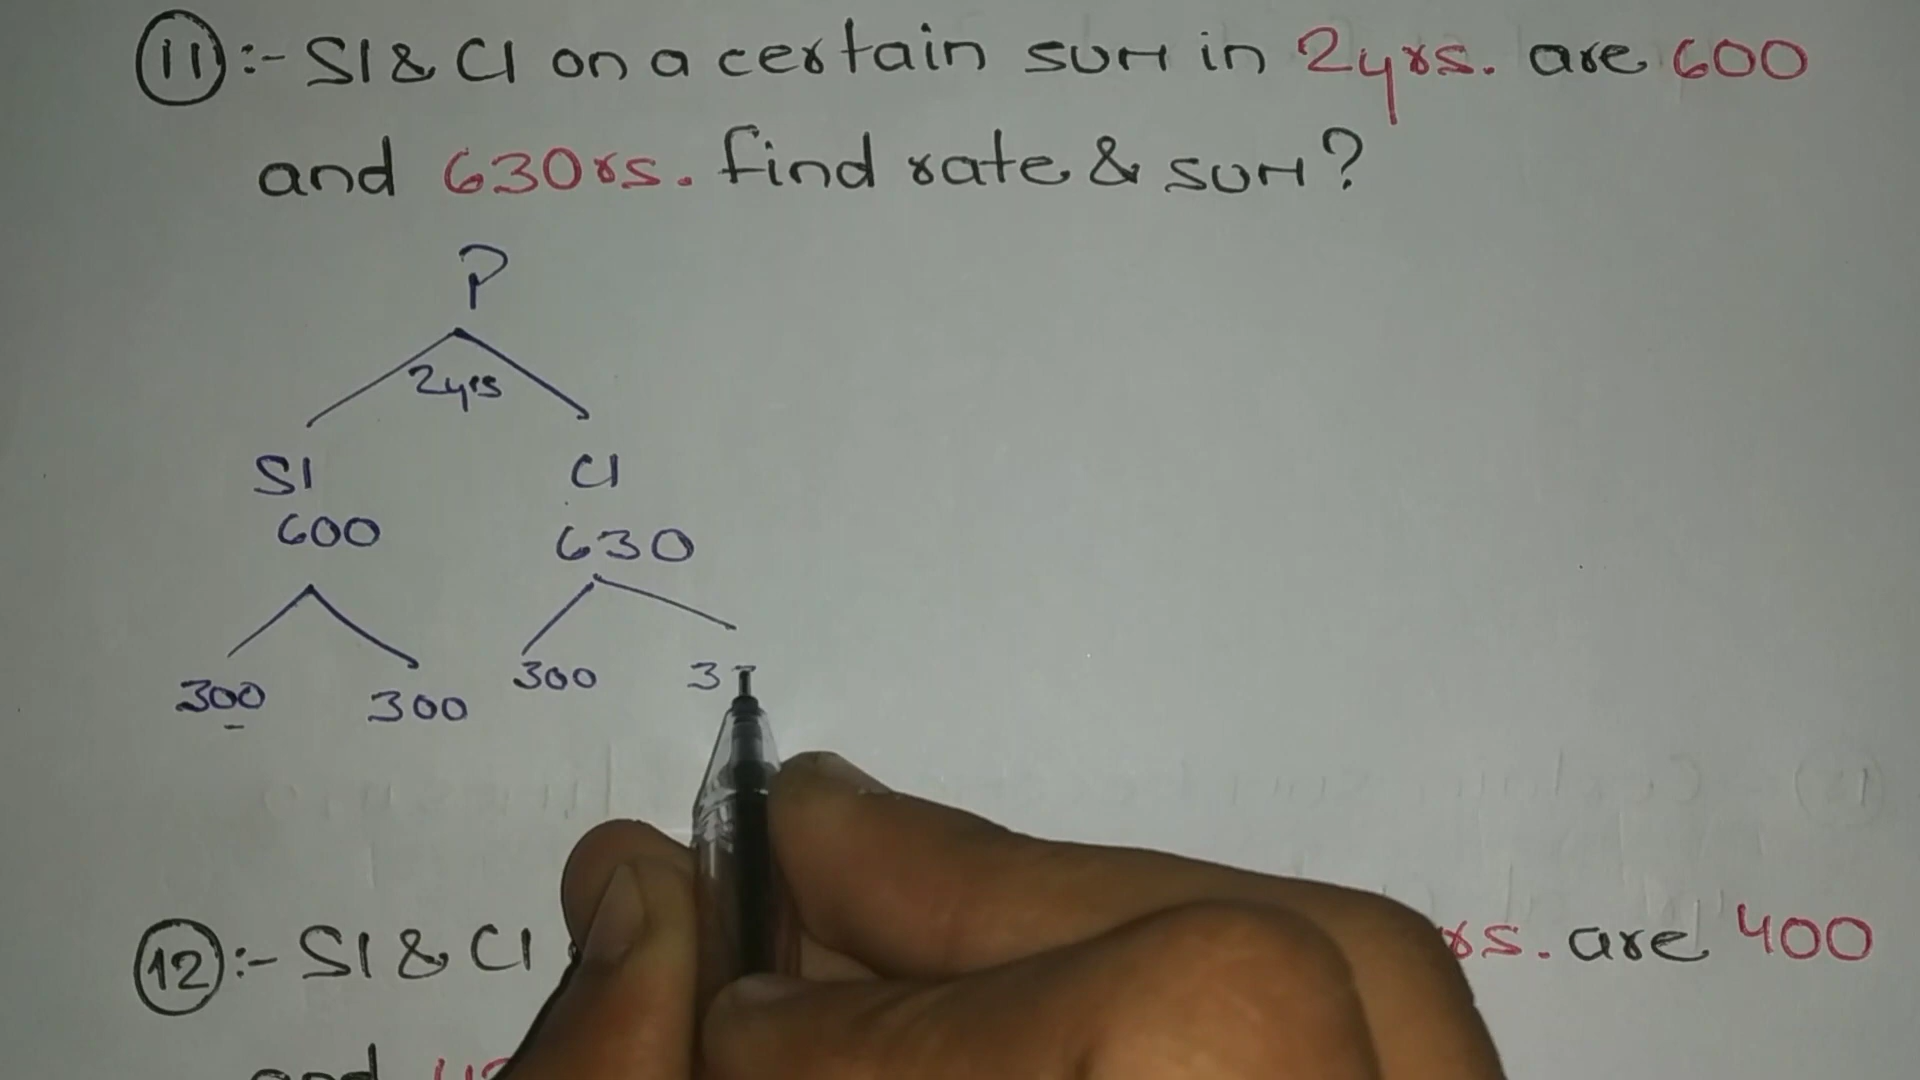 11:- SI & CI on a certain sum in 2yrs. are 600
and 630rs. find rate & sum?
P
2yrs
SI CI
600 630
300 300 300 3
12:- SI & CI rs. are 400
and